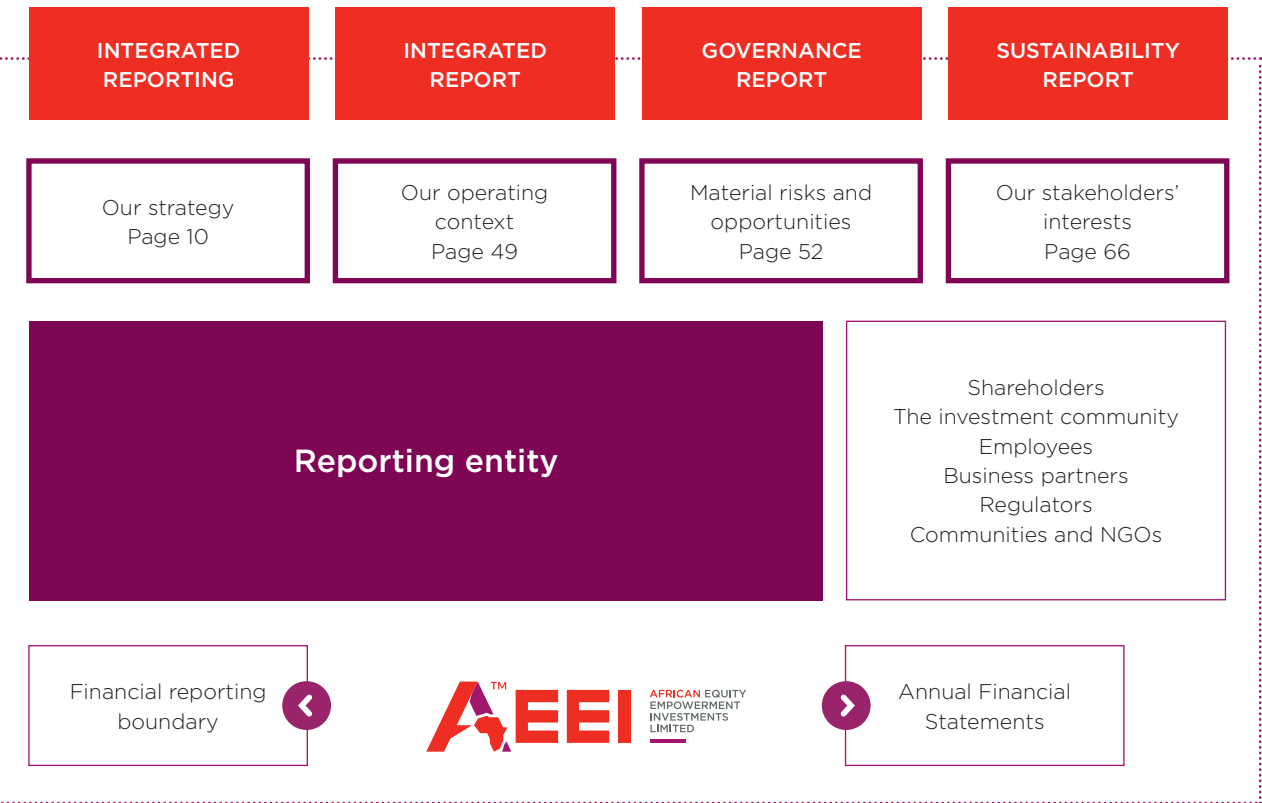 INTEGRATED
REPORTING
INTEGRATED
REPORT
GOVERNANCE
REPORT
SUSTAINABILITY
REPORT
Our strategy
Page 10
Our operating
context
Page 49
Material risks and
opportunities
Page 52
Our stakeholders’
interests
Page 66
Reporting entity
Shareholders
The investment community
Employees
Business partners
Regulators
Communities and NGOs
Financial reporting
boundary
AEEI™
AFRICAN EQUITY
EMPOWERMENT
INVESTMENTS
LIMITED
Annual Financial
Statements